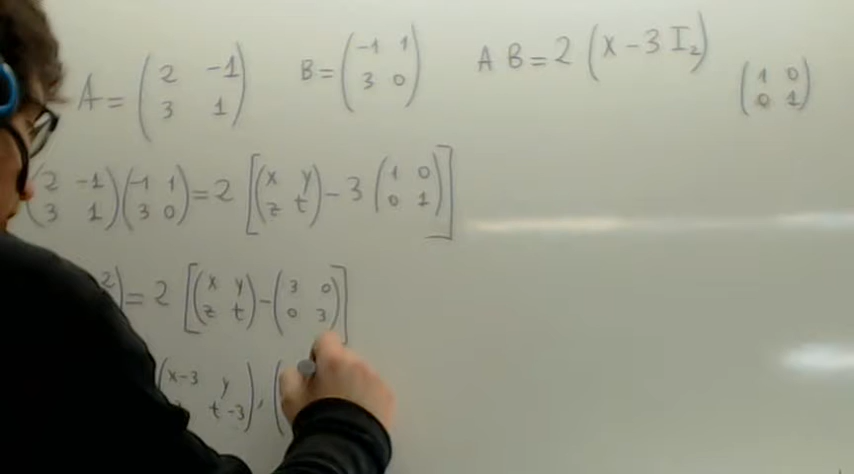 A = ( 2 -1 B = ( -1 1 A B = 2 ( X - 3 I₂ ) ( 1 0
3 1 ) 3 0 ) 0 1 )
( 2 -1 ) ( -1 1 ) = 2 [ ( x y ) - 3 ( 1 0 ) ]
3 1 3 0 z t 0 1
2 ) = 2 [ ( x y ) - ( 3 0 ) ]
z t 0 3
( x-3 y ) , (
t-3